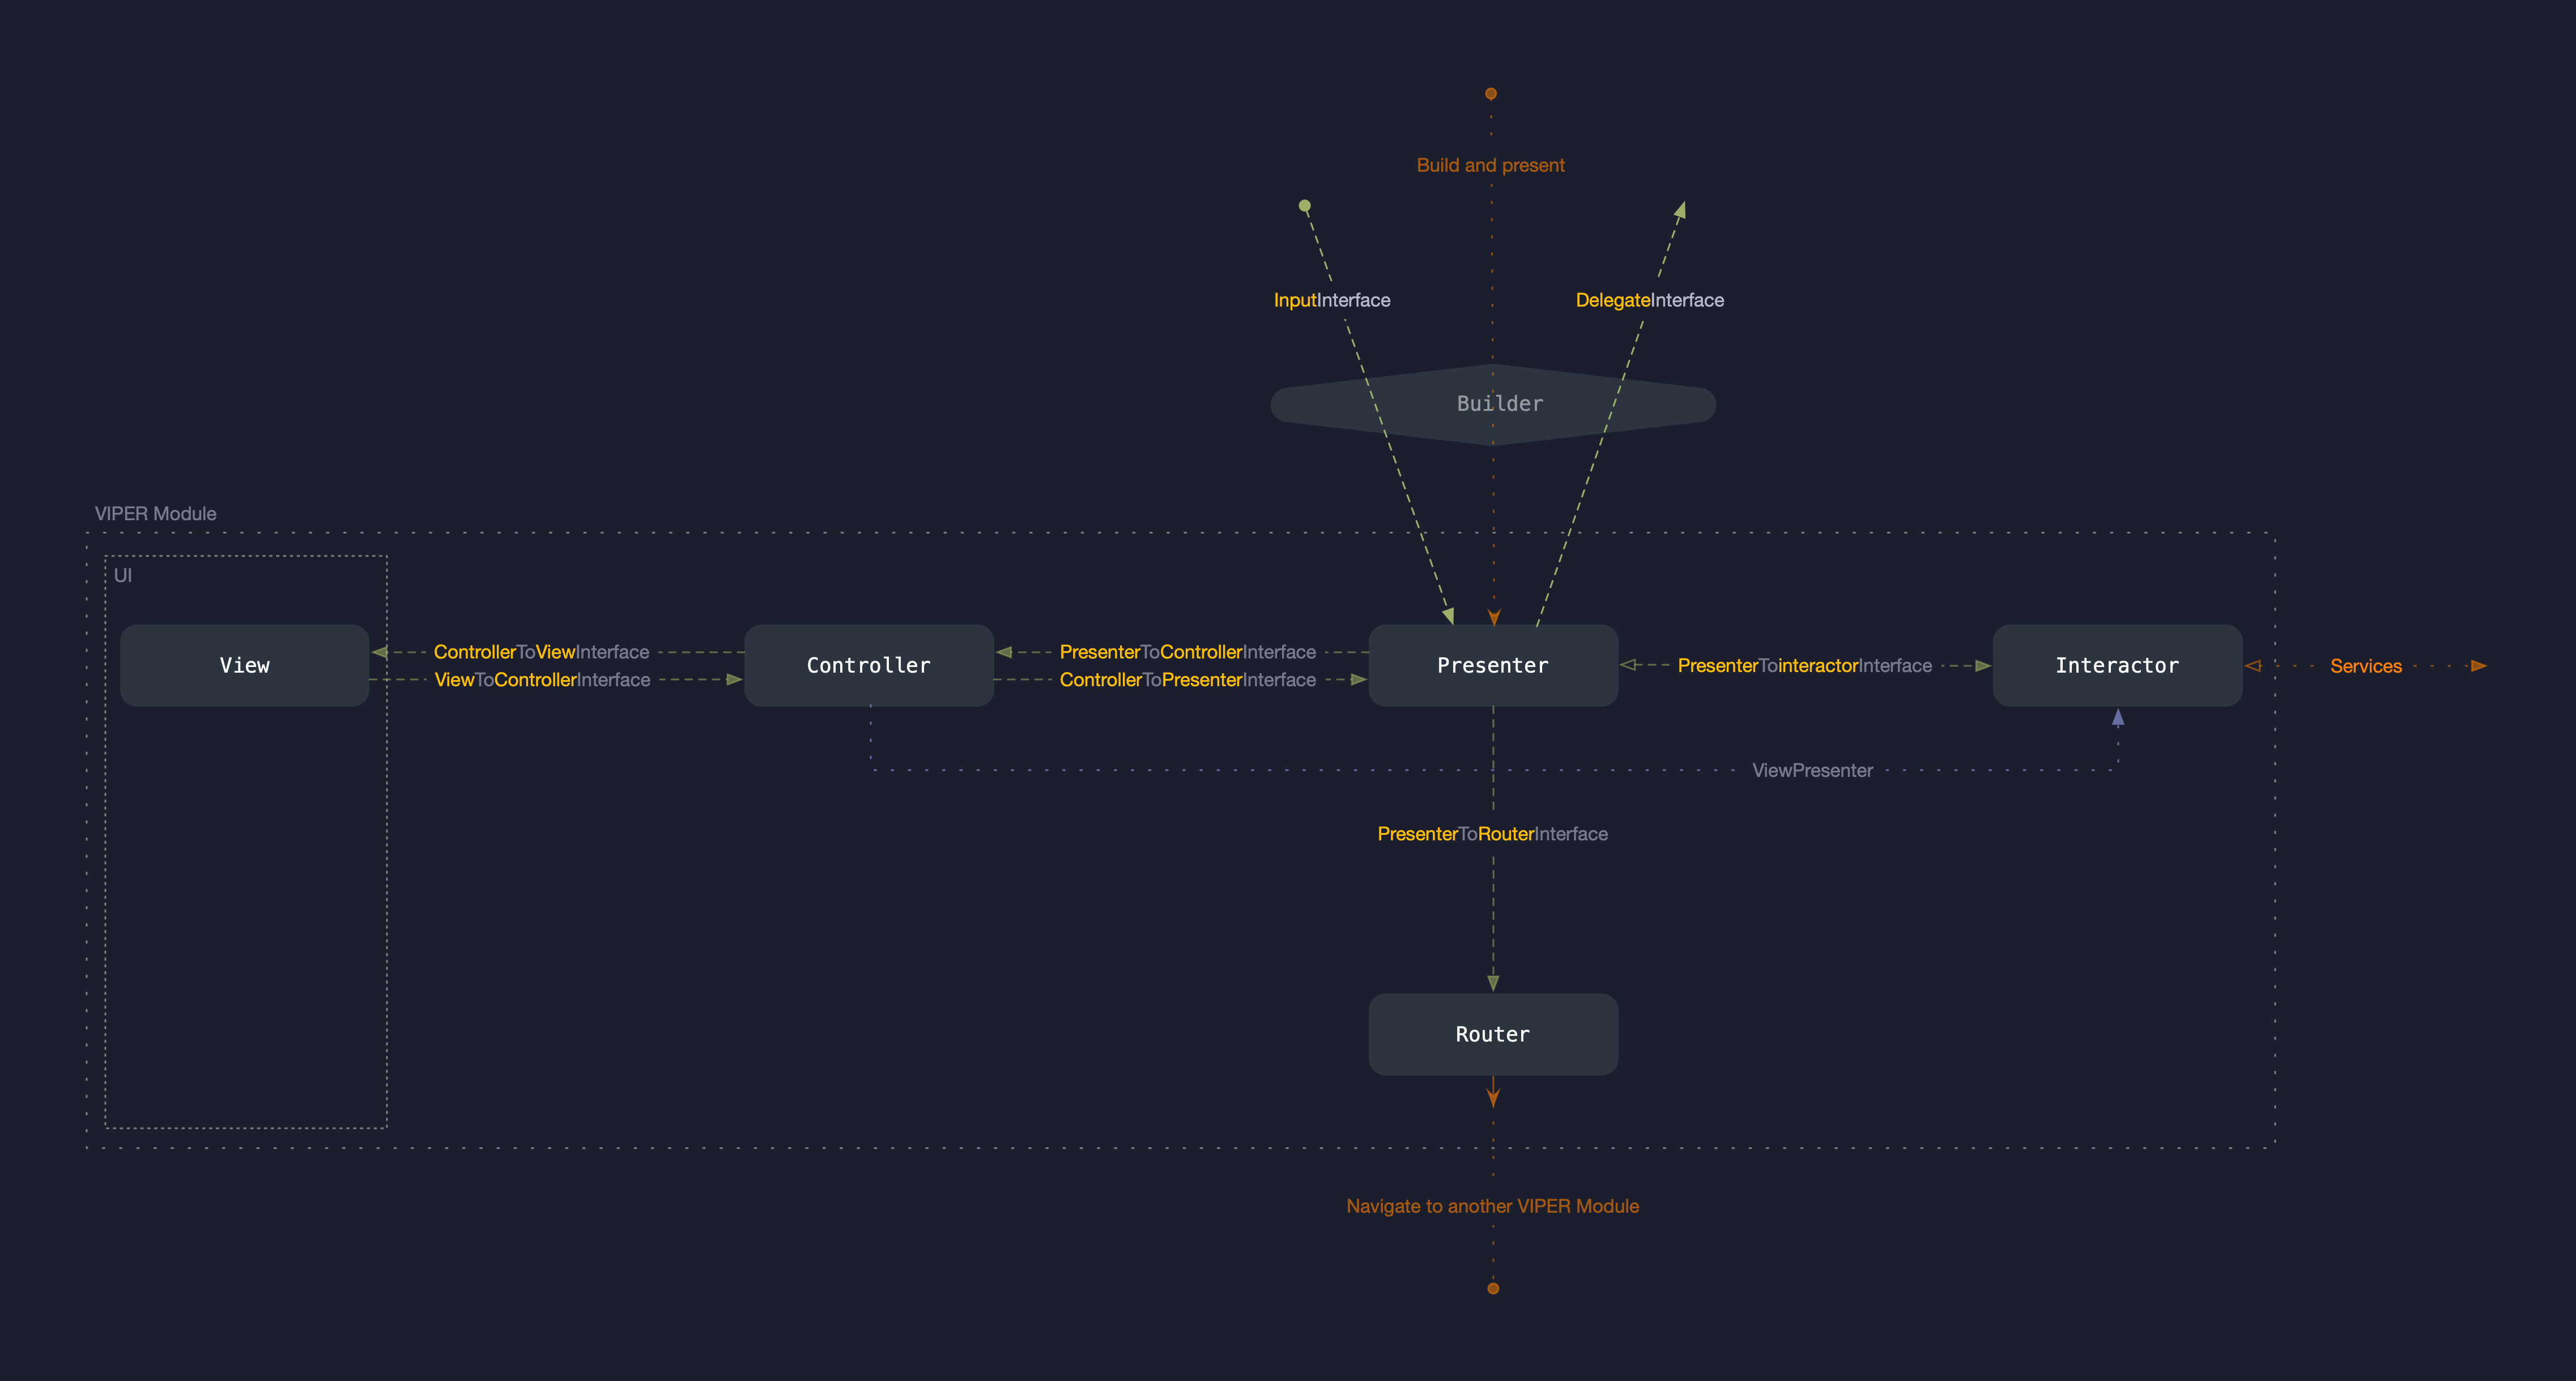 Build and present
InputInterface
DelegateInterface
Builder
VIPER Module
UI
View
ControllerToViewInterface
ViewToControllerInterface
Controller
PresenterToControllerInterface
ControllerToPresenterInterface
Presenter
PresenterTointeractorInterface
Interactor
Services
ViewPresenter
PresenterToRouterInterface
Router
Navigate to another VIPER Module